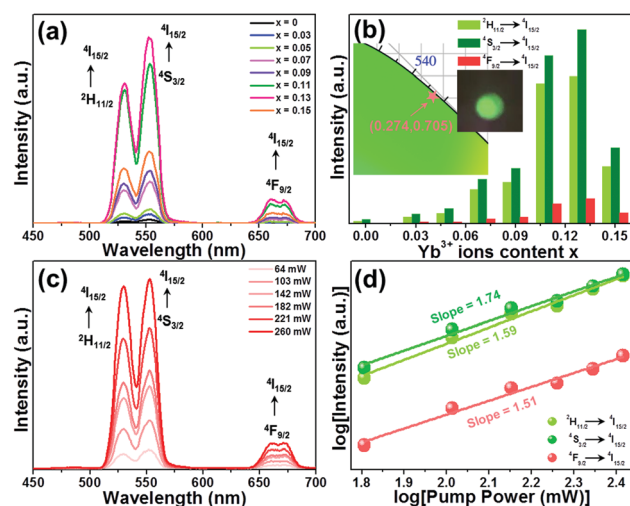 (a)
⁴I₁₅/₂
⁴I₁₅/₂
²H₁₁/₂
⁴S₃/₂
⁴I₁₅/₂
⁴F₉/₂
x = 0
x = 0.03
x = 0.05
x = 0.07
x = 0.09
x = 0.11
x = 0.13
x = 0.15
Intensity (a.u.)
450 500 550 600 650 700
Wavelength (nm)
(b)
²H₁₁/₂→⁴I₁₅/₂
⁴S₃/₂→⁴I₁₅/₂
⁴F₉/₂→⁴I₁₅/₂
540
(0.274,0.705)
Intensity (a.u.)
0.00 0.03 0.06 0.09 0.12 0.15
Yb³⁺ ions content x
(c)
⁴I₁₅/₂
⁴I₁₅/₂
²H₁₁/₂
⁴S₃/₂
⁴I₁₅/₂
⁴F₉/₂
64 mW
103 mW
142 mW
182 mW
221 mW
260 mW
Intensity (a.u.)
450 500 550 600 650 700
Wavelength (nm)
(d)
Slope = 1.74
Slope = 1.59
Slope = 1.51
²H₁₁/₂→⁴I₁₅/₂
⁴S₃/₂→⁴I₁₅/₂
⁴F₉/₂→⁴I₁₅/₂
log[Intensity (a.u.)]
1.8 1.9 2.0 2.1 2.2 2.3 2.4
log[Pump Power (mW)]